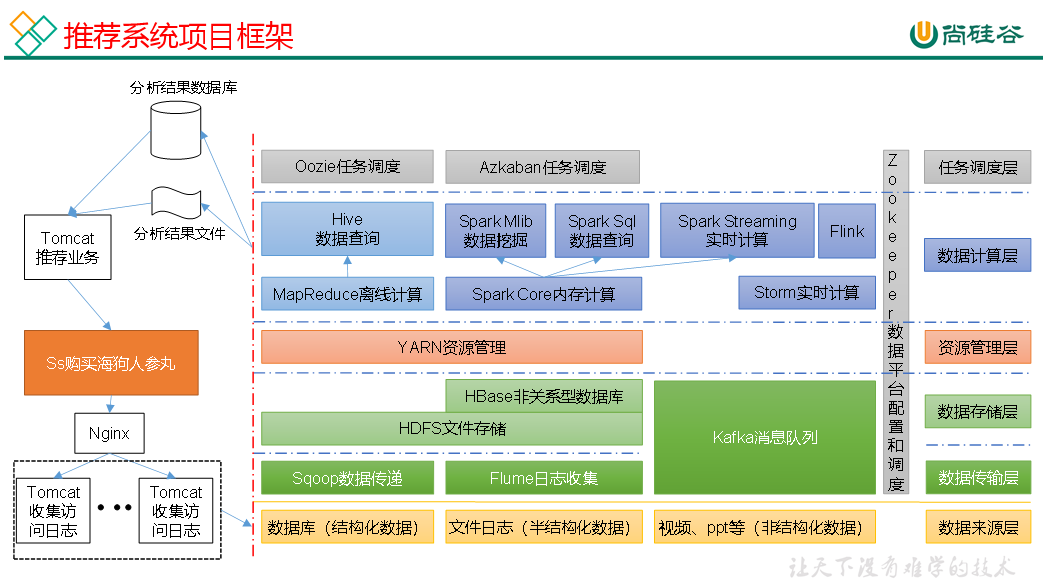 推荐系统项目框架
尚硅谷
分析结果数据库
分析结果文件
Tomcat
推荐业务
Ss购买海狗人参丸
Nginx
Tomcat
收集访
问日志
Tomcat
收集访
问日志
Oozie任务调度
Azkaban任务调度
任务调度层
Hive
数据查询
Spark Mlib
数据挖掘
Spark Sql
数据查询
Spark Streaming
实时计算
Flink
数据计算层
MapReduce离线计算
Spark Core内存计算
Storm实时计算
YARN资源管理
资源管理层
HBase非关系型数据库
HDFS文件存储
Kafka消息队列
数据存储层
Sqoop数据传递
Flume日志收集
数据传输层
Zookeeper数据平台配置和调度
数据库（结构化数据）
文件日志（半结构化数据）
视频、ppt等（非结构化数据）
数据来源层
让天下没有难学的技术